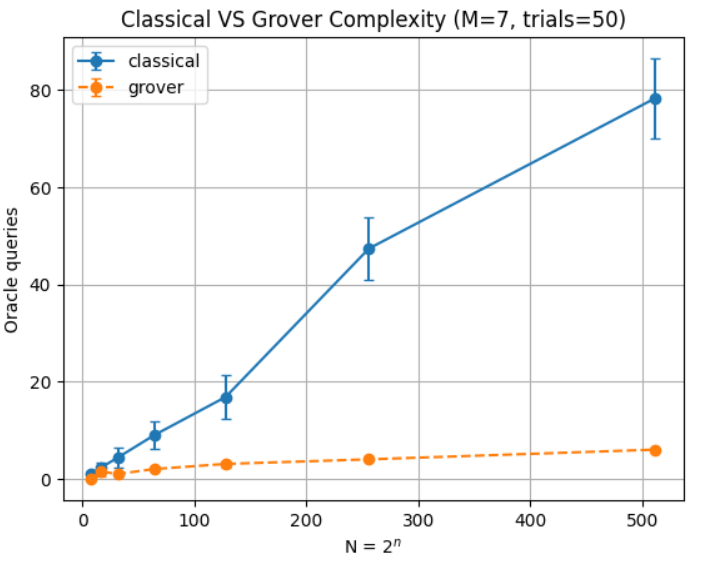 Classical VS Grover Complexity (M=7, trials=50)
classical
grover
Oracle queries
80
60
40
20
0
0 100 200 300 400 500
N = 2ⁿ